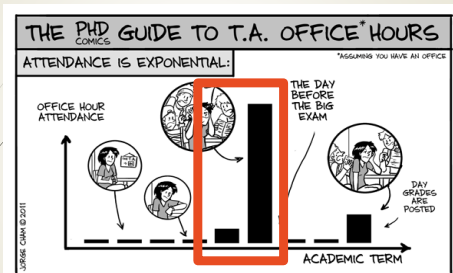 THE PHD COMICS GUIDE TO T.A. OFFICE* HOURS
ATTENDANCE IS EXPONENTIAL:
*ASSUMING YOU HAVE AN OFFICE
OFFICE HOUR
ATTENDANCE
THE DAY
BEFORE
THE BIG
EXAM
DAY
GRADES
ARE
POSTED
ACADEMIC TERM
JORGE CHAM © 2011